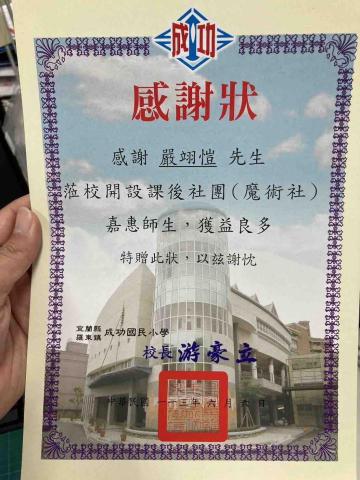 成功
感謝狀
感謝 嚴翊愷 先生
蒞校開設課後社團(魔術社)
嘉惠師生，獲益良多
特贈此狀，以茲謝忱
宜蘭縣
羅東鎮 成功國民小學
校長 游豪立
中華民國 一一三年 六月 六 日